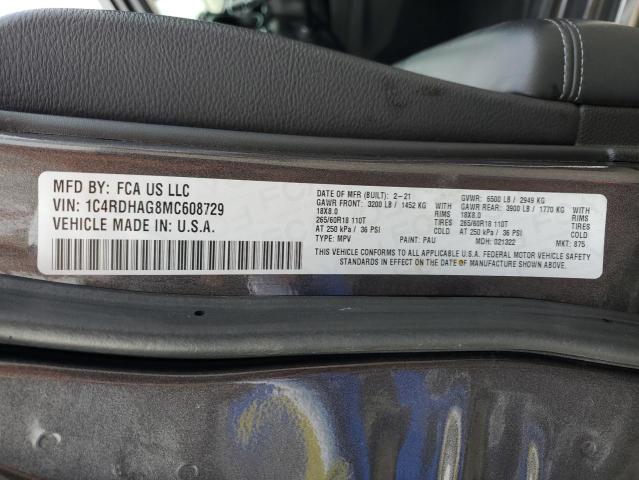 MFD BY: FCA US LLC
VIN: 1C4RDHAG8MC608729
VEHICLE MADE IN: U.S.A.
DATE OF MFR (BUILT): 2-21 GVWR: 6500 LB / 2949 KG
GAWR FRONT: 3200 LB / 1452 KG WITH GAWR REAR: 3900 LB / 1770 KG WITH
18X8.0 RIMS 18X8.0 RIMS
265/60R18 110T TIRES 265/60R18 110T TIRES
AT 250 kPa / 36 PSI COLD AT 250 kPa / 36 PSI COLD
TYPE: MPV PAINT: PAU MDH: 021322 MKT: 875
THIS VEHICLE CONFORMS TO ALL APPLICABLE U.S.A. FEDERAL MOTOR VEHICLE SAFETY
STANDARDS IN EFFECT ON THE DATE OF MANUFACTURE SHOWN ABOVE.